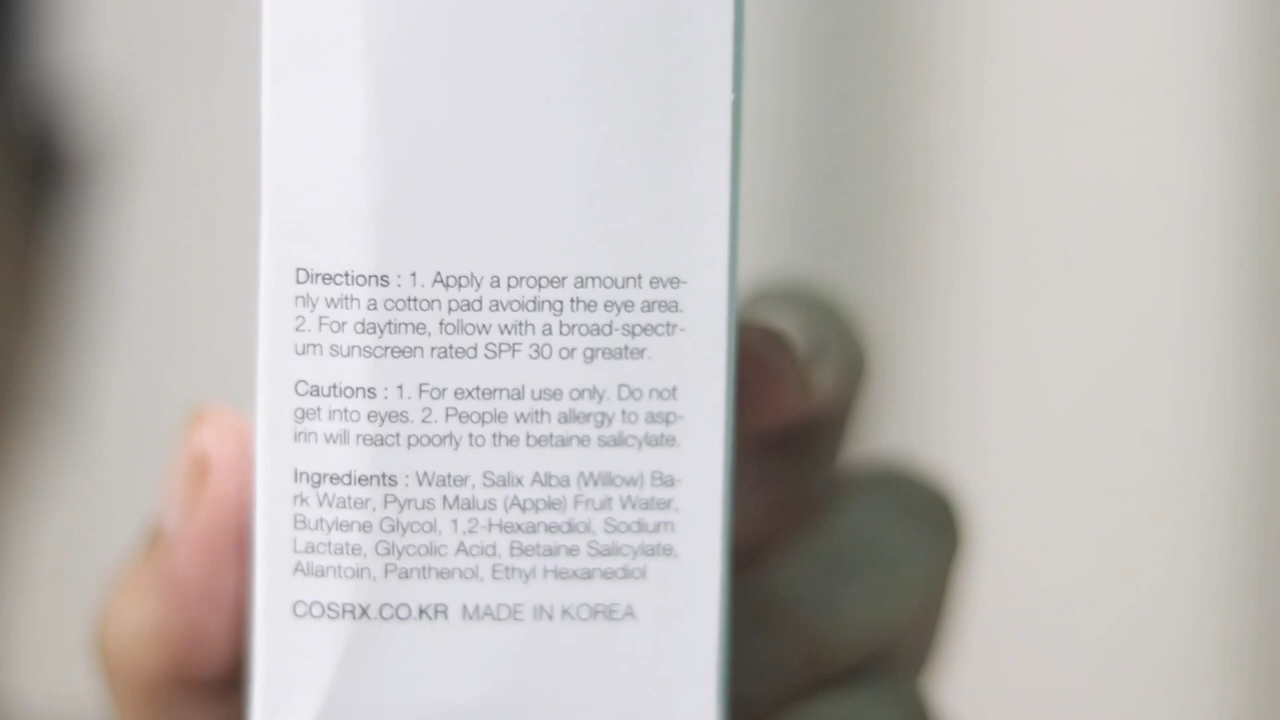 Directions : 1. Apply a proper amount eve-
nly with a cotton pad avoiding the eye area.
2. For daytime, follow with a broad-spectr-
um sunscreen rated SPF 30 or greater.
Cautions : 1. For external use only. Do not
get into eyes. 2. People with allergy to asp-
irin will react poorly to the betaine salicylate.
Ingredients : Water, Salix Alba (Willow) Ba-
rk Water, Pyrus Malus (Apple) Fruit Water,
Butylene Glycol, 1,2-Hexanediol, Sodium
Lactate, Glycolic Acid, Betaine Salicylate,
Allantoin, Panthenol, Ethyl Hexanediol
COSRX.CO.KR MADE IN KOREA